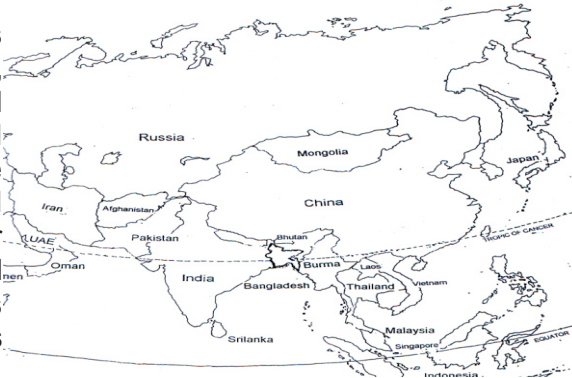 Russia
Mongolia
Japan
China
Iran
Afghanistan
Pakistan
Bhutan
TROPIC OF CANCER
UAE
Oman
nen
India
Burma
Laos
Bangladesh
Thailand
Vietnam
Malaysia
Srilanka
Singapore
EQUATOR
Indonesia